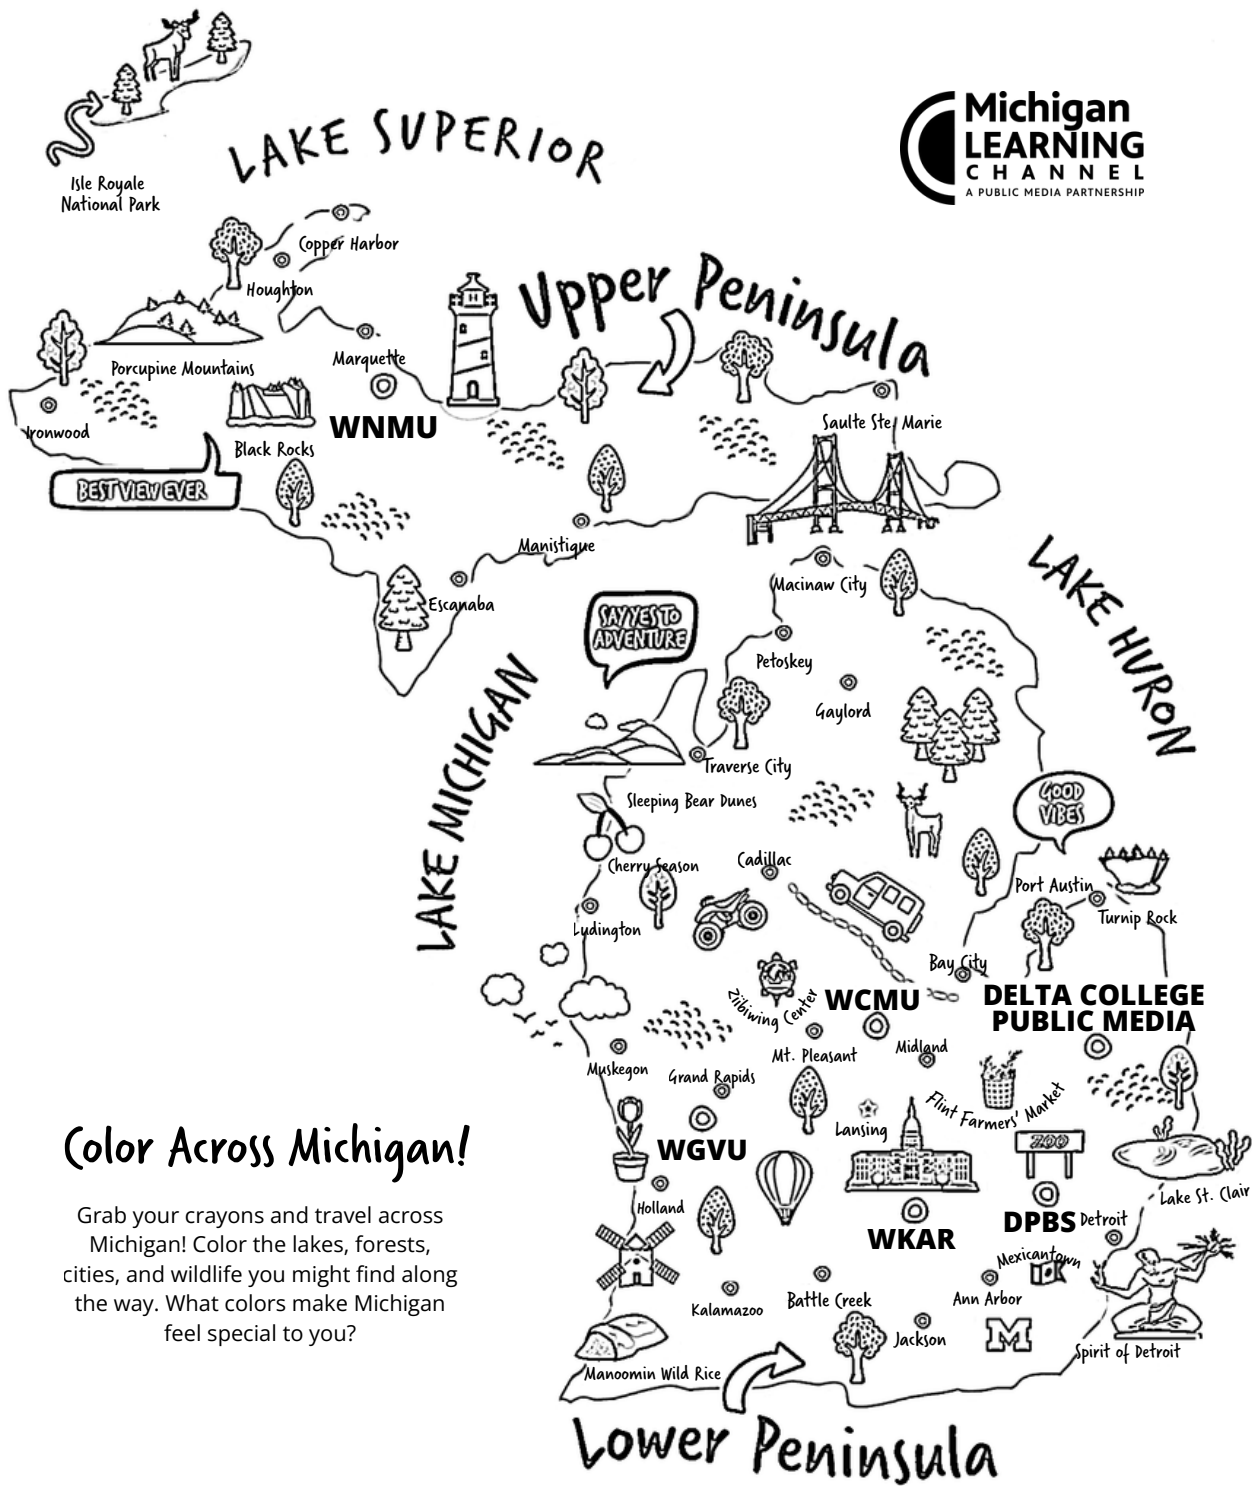 Michigan
LEARNING
CHANNEL
A PUBLIC MEDIA PARTNERSHIP
LAKE SUPERIOR
Isle Royale
National Park
Copper Harbor
Houghton
Upper Peninsula
Porcupine Mountains
Marquette
Ironwood
WNMU
Saulte Ste. Marie
Black Rocks
BEST VIEW EVER
Manistique
Escanaba
Macinaw City
LAKE HURON
SAY YES TO
ADVENTURE
Petoskey
LAKE MICHIGAN
Gaylord
Traverse City
Sleeping Bear Dunes
GOOD
VIBES
Cherry Season
Cadillac
Port Austin
Turnip Rock
Ludington
Bay City
Ziibiwing Center
WCMU
DELTA COLLEGE
PUBLIC MEDIA
Mt. Pleasant
Midland
Muskegon
Grand Rapids
Flint Farmers' Market
Lansing
ZOO
WGVU
Color Across Michigan!
Grab your crayons and travel across
Michigan! Color the lakes, forests,
cities, and wildlife you might find along
the way. What colors make Michigan
feel special to you?
Holland
Lake St. Clair
WKAR
DPBS
Detroit
Mexicantown
Kalamazoo
Battle Creek
Ann Arbor
Jackson
M
Spirit of Detroit
Manoomin Wild Rice
Lower Peninsula